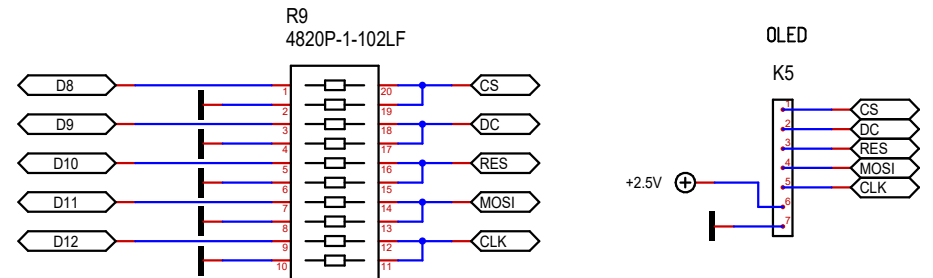 R9
4820P-1-102LF
OLED
K5
D8
1
20
CS
2
19
D9
3
18
DC
4
17
D10
5
16
RES
6
15
D11
7
14
MOSI
8
13
D12
9
12
CLK
10
11
1
CS
2
DC
3
RES
4
MOSI
5
CLK
+2.5V
6
7